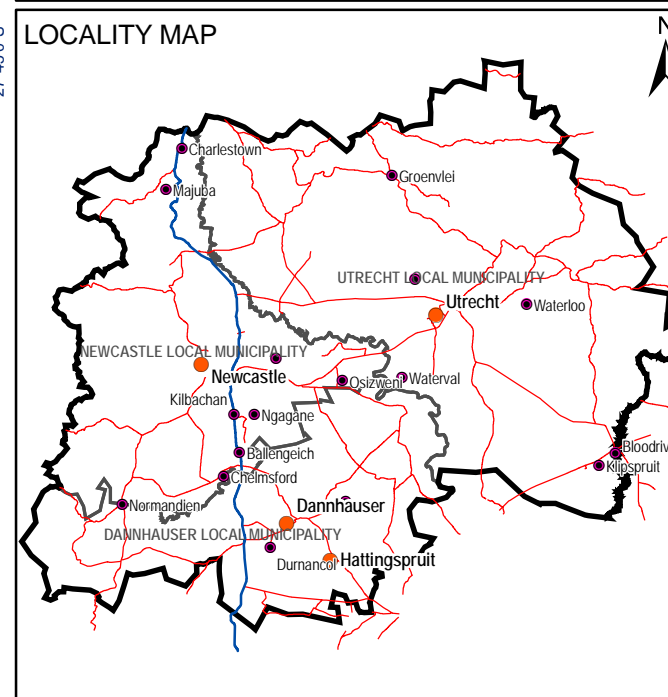 LOCALITY MAP
N
Charlestown
Majuba
Groenvlei
UTRECHT LOCAL MUNICIPALITY
Utrecht
Waterloo
NEWCASTLE LOCAL MUNICIPALITY
Newcastle
Osizweni
Waterval
Kilbachan
Ngagane
Ballengeich
Bloodriv
Klipspruit
Chelmsford
Normandien
Dannhauser
DANNHAUSER LOCAL MUNICIPALITY
Durnancol
Hattingspruit